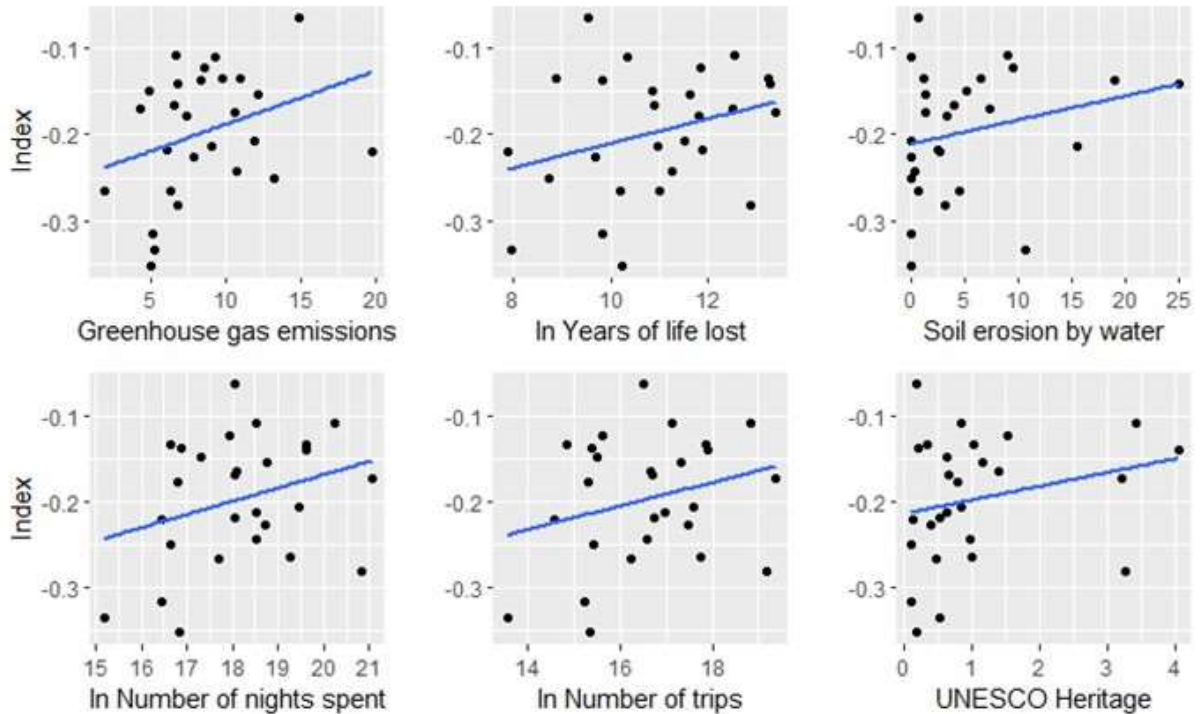 Index
-0.1
-0.2
-0.3
5 10 15 20
Greenhouse gas emissions
-0.1
-0.2
-0.3
8 10 12
ln Years of life lost
-0.1
-0.2
-0.3
0 5 10 15 20 25
Soil erosion by water
Index
-0.1
-0.2
-0.3
15 16 17 18 19 20 21
ln Number of nights spent
-0.1
-0.2
-0.3
14 16 18
ln Number of trips
-0.1
-0.2
-0.3
0 1 2 3 4
UNESCO Heritage